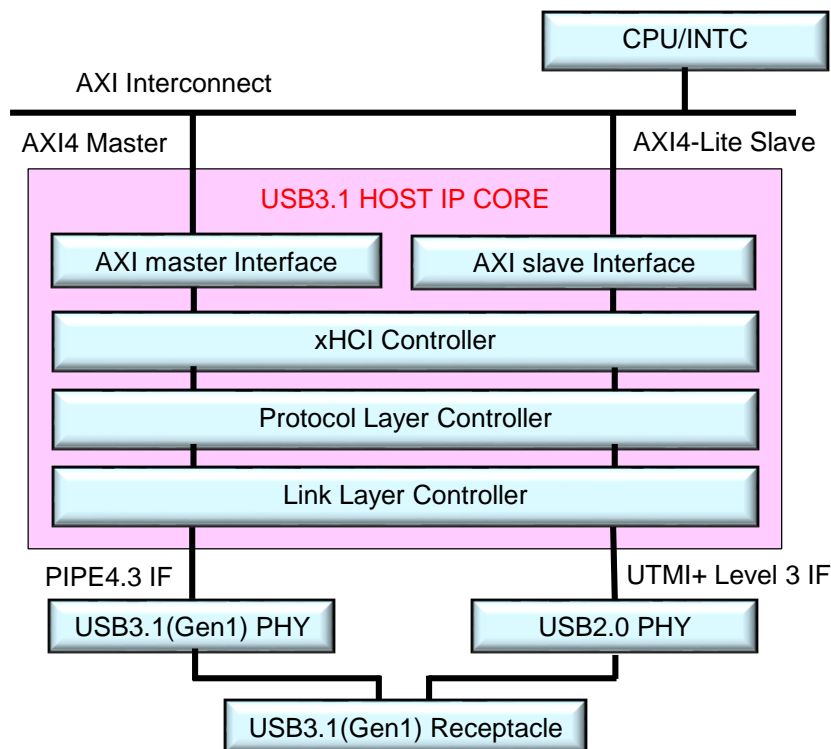 CPU/INTC
AXI Interconnect
AXI4 Master
AXI4-Lite Slave
USB3.1 HOST IP CORE
AXI master Interface
AXI slave Interface
xHCI Controller
Protocol Layer Controller
Link Layer Controller
PIPE4.3 IF
UTMI+ Level 3 IF
USB3.1(Gen1) PHY
USB2.0 PHY
USB3.1(Gen1) Receptacle